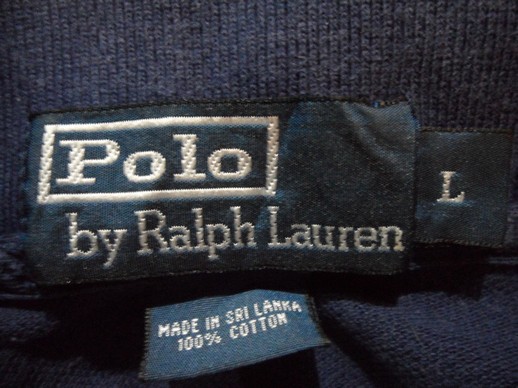 Polo
by Ralph Lauren
L
MADE IN SRI LANKA
100% COTTON